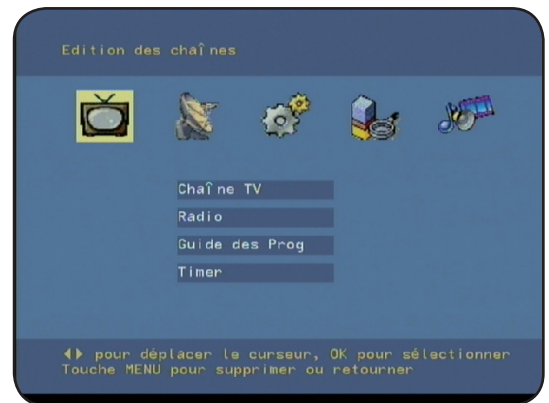 Edition des chaînes
Chaîne TV
Radio
Guide des Prog
Timer
pour déplacer le curseur, OK pour sélectionner
Touche MENU pour supprimer ou retourner